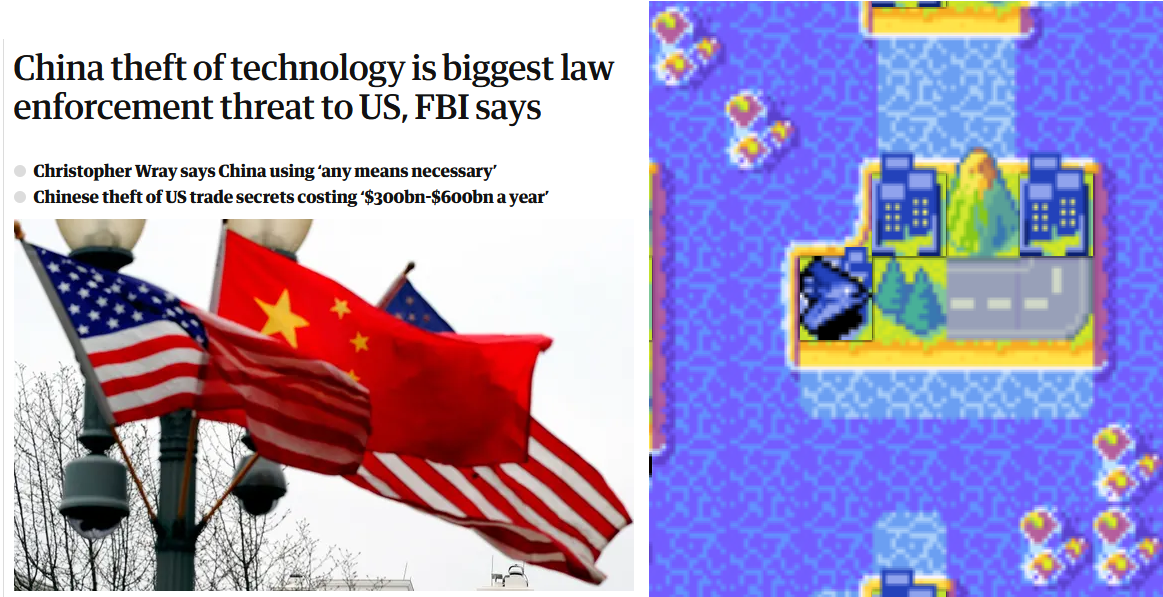 China theft of technology is biggest law
enforcement threat to US, FBI says
Christopher Wray says China using ‘any means necessary’
Chinese theft of US trade secrets costing ‘$300bn-$600bn a year’